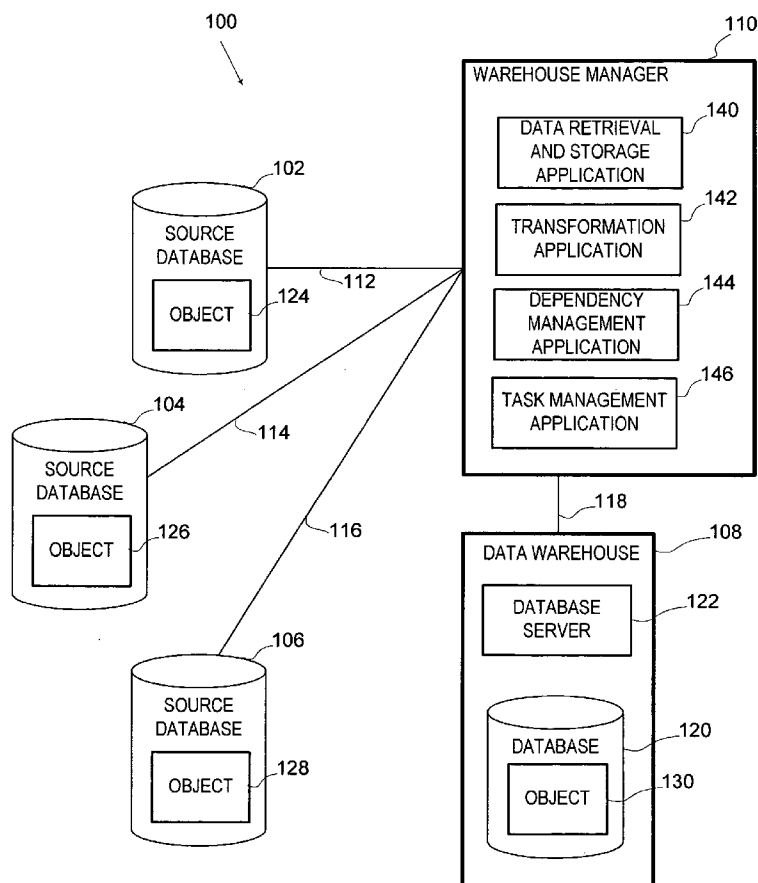 100
110
WAREHOUSE MANAGER
140
DATA RETRIEVAL
AND STORAGE
APPLICATION
102
142
SOURCE
DATABASE
TRANSFORMATION
APPLICATION
112
124
OBJECT
144
DEPENDENCY
MANAGEMENT
APPLICATION
104
146
TASK MANAGEMENT
APPLICATION
114
SOURCE
DATABASE
118
116
126
OBJECT
108
DATA WAREHOUSE
122
DATABASE
SERVER
106
SOURCE
DATABASE
120
DATABASE
128
OBJECT
130
OBJECT